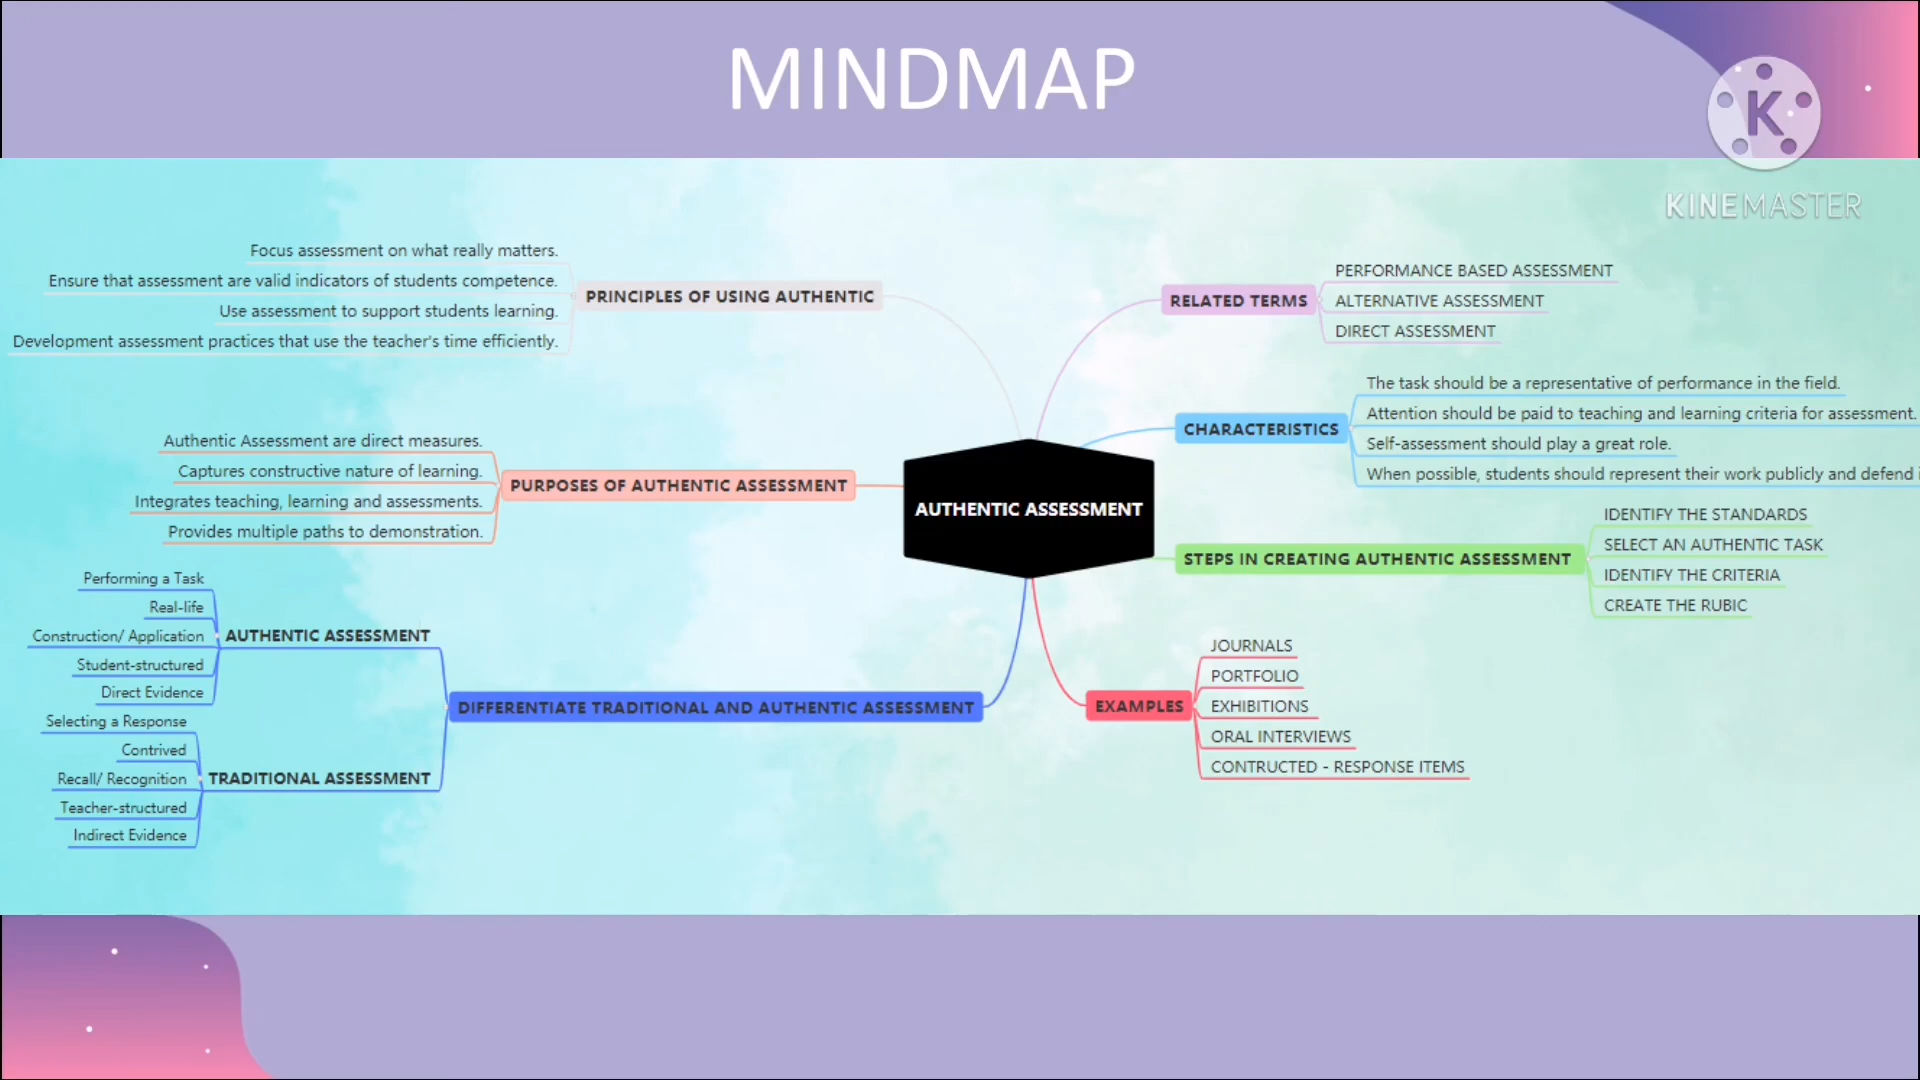 MINDMAP
K
KINEMASTER
Focus assessment on what really matters.
Ensure that assessment are valid indicators of students competence.
Use assessment to support students learning.
Development assessment practices that use the teacher's time efficiently.
PRINCIPLES OF USING AUTHENTIC
Authentic Assessment are direct measures.
Captures constructive nature of learning.
Integrates teaching, learning and assessments.
Provides multiple paths to demonstration.
PURPOSES OF AUTHENTIC ASSESSMENT
Performing a Task
Real-life
Construction/ Application
Student-structured
Direct Evidence
AUTHENTIC ASSESSMENT
Selecting a Response
Contrived
Recall/ Recognition
Teacher-structured
Indirect Evidence
TRADITIONAL ASSESSMENT
DIFFERENTIATE TRADITIONAL AND AUTHENTIC ASSESSMENT
AUTHENTIC ASSESSMENT
RELATED TERMS
PERFORMANCE BASED ASSESSMENT
ALTERNATIVE ASSESSMENT
DIRECT ASSESSMENT
CHARACTERISTICS
The task should be a representative of performance in the field.
Attention should be paid to teaching and learning criteria for assessment.
Self-assessment should play a great role.
When possible, students should represent their work publicly and defend
STEPS IN CREATING AUTHENTIC ASSESSMENT
IDENTIFY THE STANDARDS
SELECT AN AUTHENTIC TASK
IDENTIFY THE CRITERIA
CREATE THE RUBIC
EXAMPLES
JOURNALS
PORTFOLIO
EXHIBITIONS
ORAL INTERVIEWS
CONTRUCTED - RESPONSE ITEMS